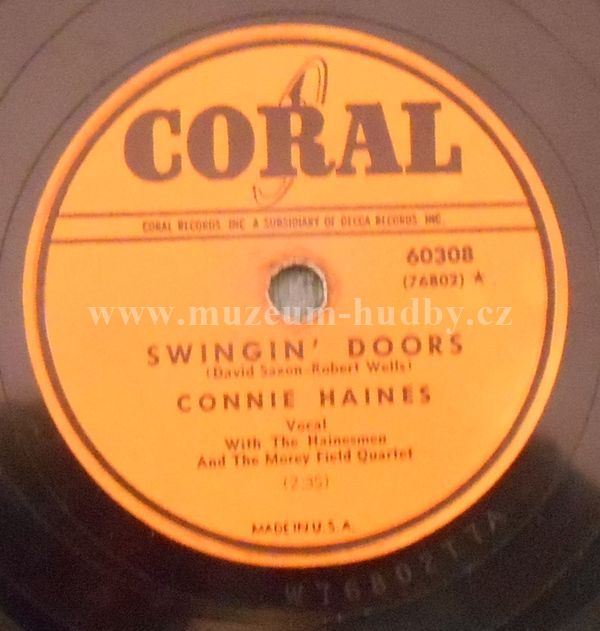 CORAL
CORAL RECORDS INC. A SUBSIDIARY OF DECCA RECORDS, INC.
60308
(76802) ★
www.muzeum-hudby.cz
SWINGIN' DOORS
(David Saxon-Robert Wells)
CONNIE HAINES
Vocal
With The Hainesmen
And The Morey Field Quartet
(2:35)
MADE IN U.S.A.
W76802T7A